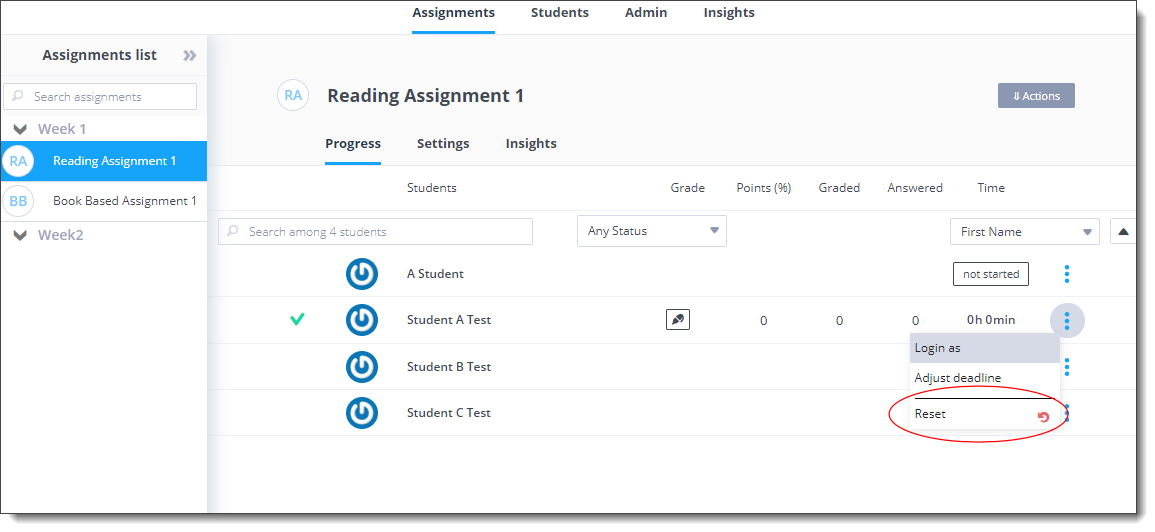 Assignments Students Admin Insights
Assignments list
Search assignments
Week 1
RA Reading Assignment 1
BB Book Based Assignment 1
Week2
RA Reading Assignment 1
⇓Actions
Progress Settings Insights
Students Grade Points (%) Graded Answered Time
Search among 4 students Any Status First Name
A Student not started
Student A Test 0 0 0 0h 0min
Login as
Student B Test
Adjust deadline
Student C Test
Reset